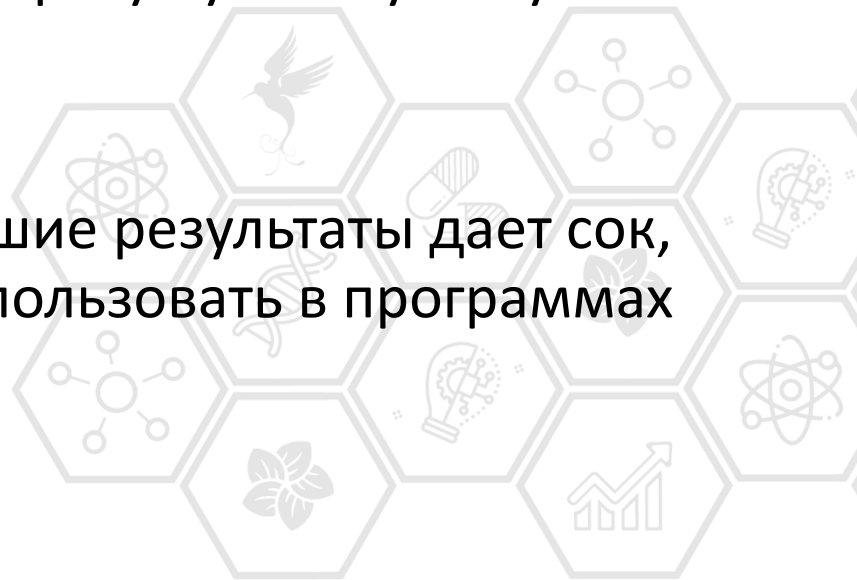 шие результаты дает сок,
пользовать в программах